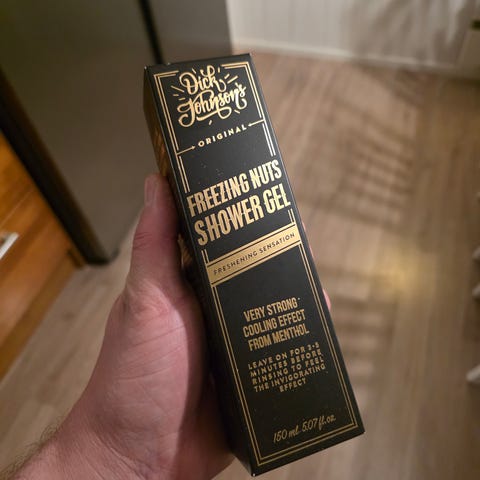 Dick
Johnson's
ORIGINAL
FREEZING NUTS
SHOWER GEL
FRESHENING SENSATION
VERY STRONG
COOLING EFFECT
FROM MENTHOL
LEAVE ON FOR 2-5
MINUTES BEFORE
RINSING TO FEEL
THE INVIGORATING
EFFECT
150 ml. 5.07 fl.oz.